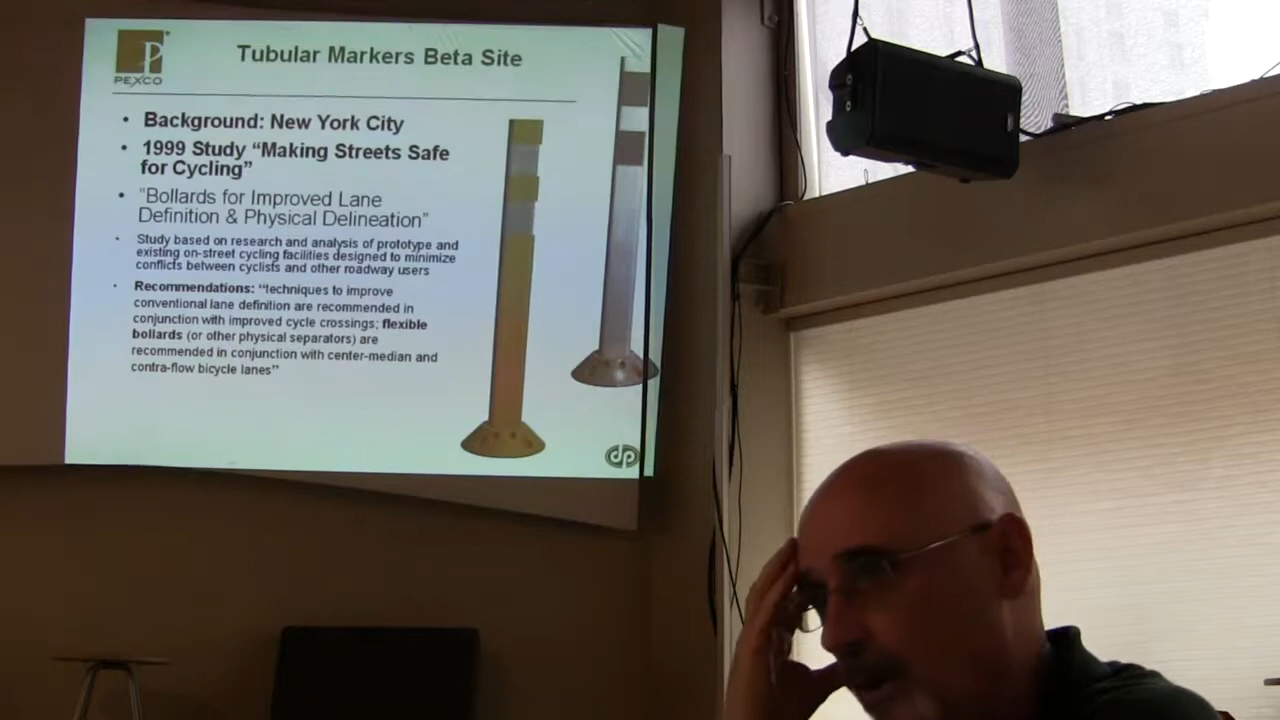 PEXCO
Tubular Markers Beta Site
• Background: New York City
• 1999 Study “Making Streets Safe
for Cycling”
• “Bollards for Improved Lane
Definition & Physical Delineation”
• Study based on research and analysis of prototype and
existing on-street cycling facilities designed to minimize
conflicts between cyclists and other roadway users
• Recommendations: “techniques to improve
conventional lane definition are recommended in
conjunction with improved cycle crossings; flexible
bollards (or other physical separators) are
recommended in conjunction with center-median and
contra-flow bicycle lanes”
dp